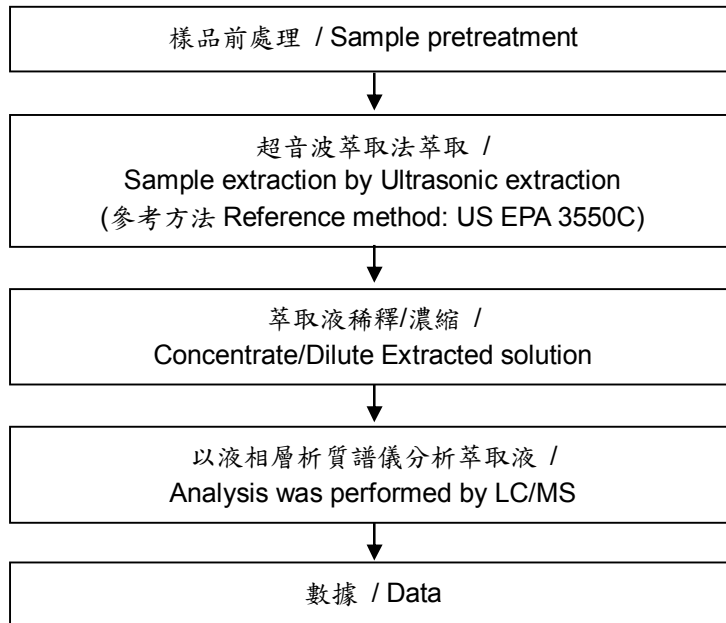 樣品前處理 / Sample pretreatment
超音波萃取法萃取 /
Sample extraction by Ultrasonic extraction
(參考方法 Reference method: US EPA 3550C)
萃取液稀釋/濃縮 /
Concentrate/Dilute Extracted solution
以液相層析質譜儀分析萃取液 /
Analysis was performed by LC/MS
數據 / Data